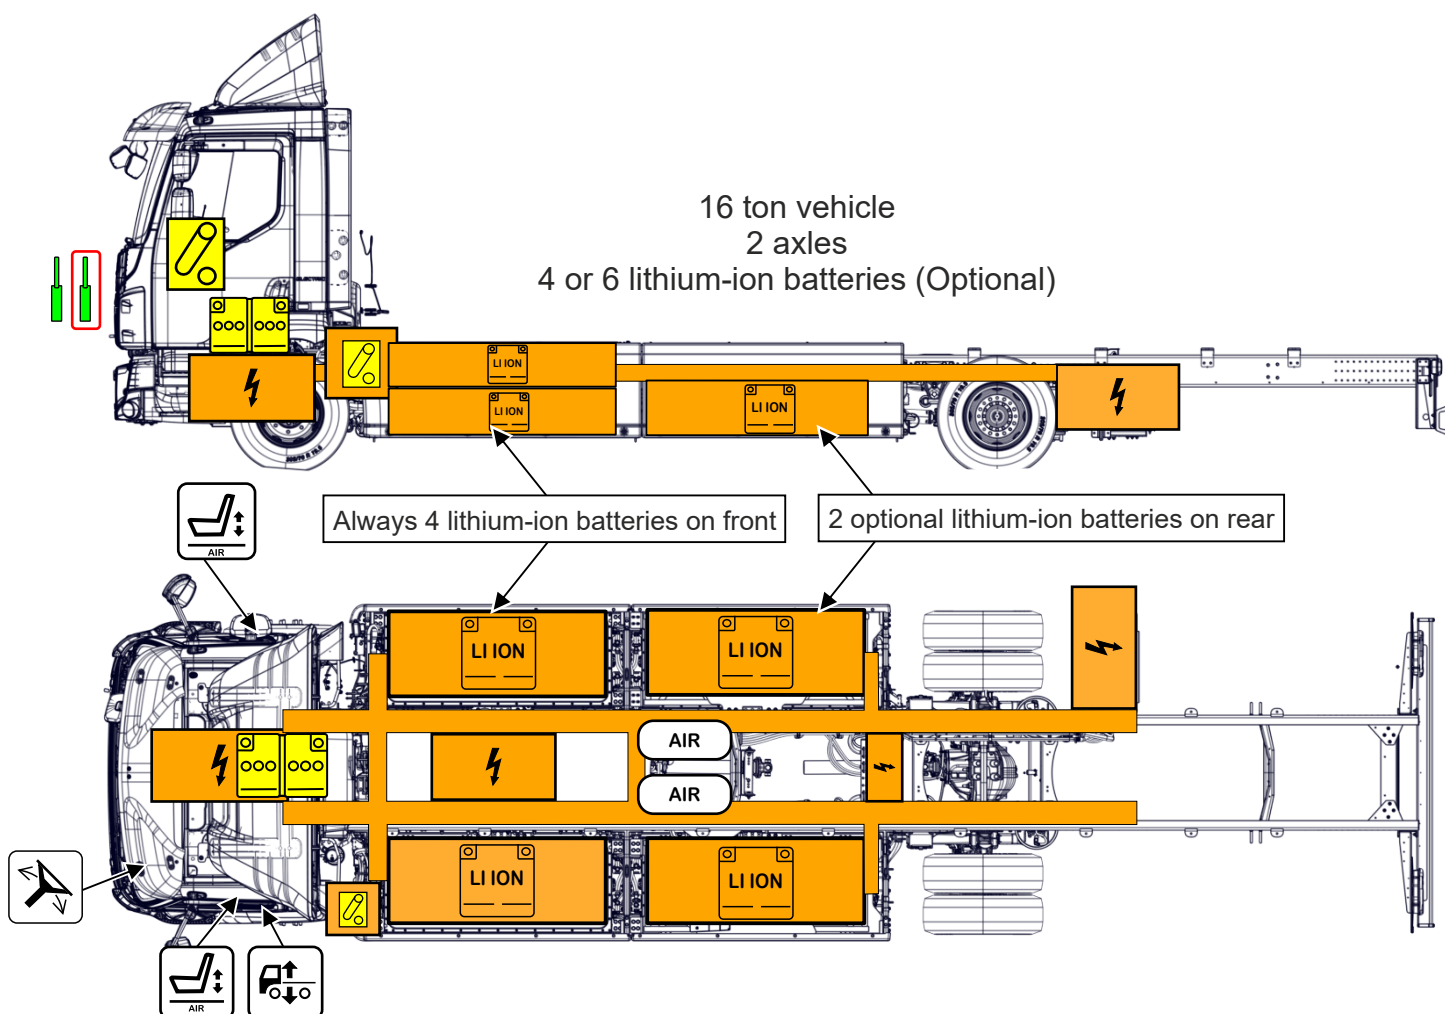 16 ton vehicle
2 axles
4 or 6 lithium-ion batteries (Optional)
ELECTRIC
LI ION
LI ION
LI ION
Always 4 lithium-ion batteries on front
2 optional lithium-ion batteries on rear
AIR
LI ION
LI ION
AIR
AIR
LI ION
LI ION
AIR